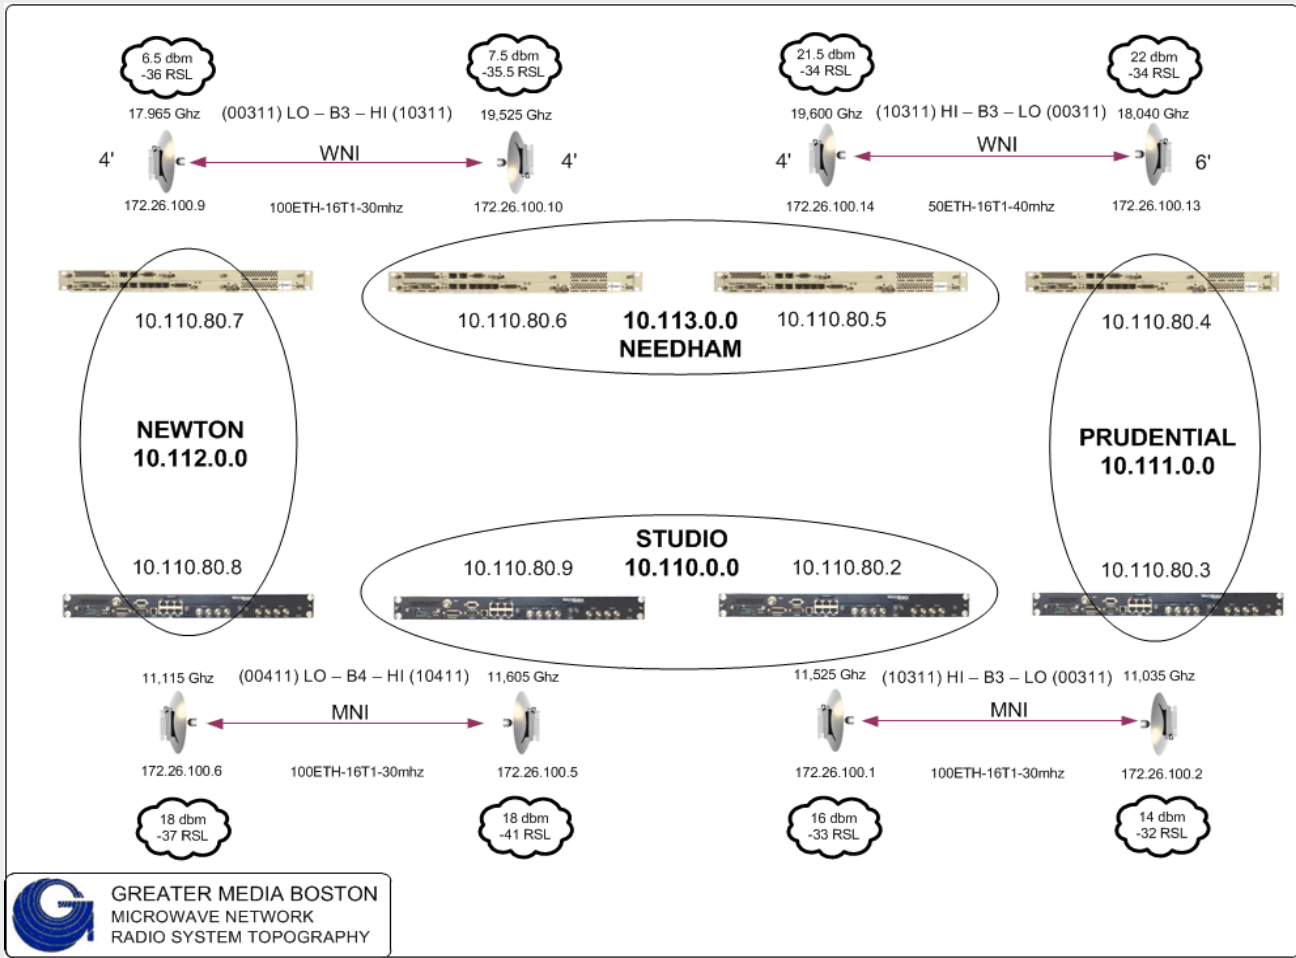 6.5 dbm
-36 RSL
7.5 dbm
-35.5 RSL
21.5 dbm
-34 RSL
22 dbm
-34 RSL
17.965 Ghz
(00311) LO – B3 – HI (10311)
19,525 Ghz
19,600 Ghz
(10311) HI – B3 – LO (00311)
18,040 Ghz
4'
WNI
4'
4'
WNI
6'
172.26.100.9
100ETH-16T1-30mhz
172.26.100.10
172.26.100.14
50ETH-16T1-40mhz
172.26.100.13
10.110.80.7
10.110.80.6
10.113.0.0
NEEDHAM
10.110.80.5
10.110.80.4
NEWTON
10.112.0.0
PRUDENTIAL
10.111.0.0
10.110.80.8
10.110.80.9
STUDIO
10.110.0.0
10.110.80.2
10.110.80.3
11,115 Ghz
(00411) LO – B4 – HI (10411)
11,605 Ghz
11,525 Ghz
(10311) HI – B3 – LO (00311)
11,035 Ghz
MNI
MNI
172.26.100.6
100ETH-16T1-30mhz
172.26.100.5
172.26.100.1
100ETH-16T1-30mhz
172.26.100.2
18 dbm
-37 RSL
18 dbm
-41 RSL
16 dbm
-33 RSL
14 dbm
-32 RSL
GREATER MEDIA BOSTON
MICROWAVE NETWORK
RADIO SYSTEM TOPOGRAPHY